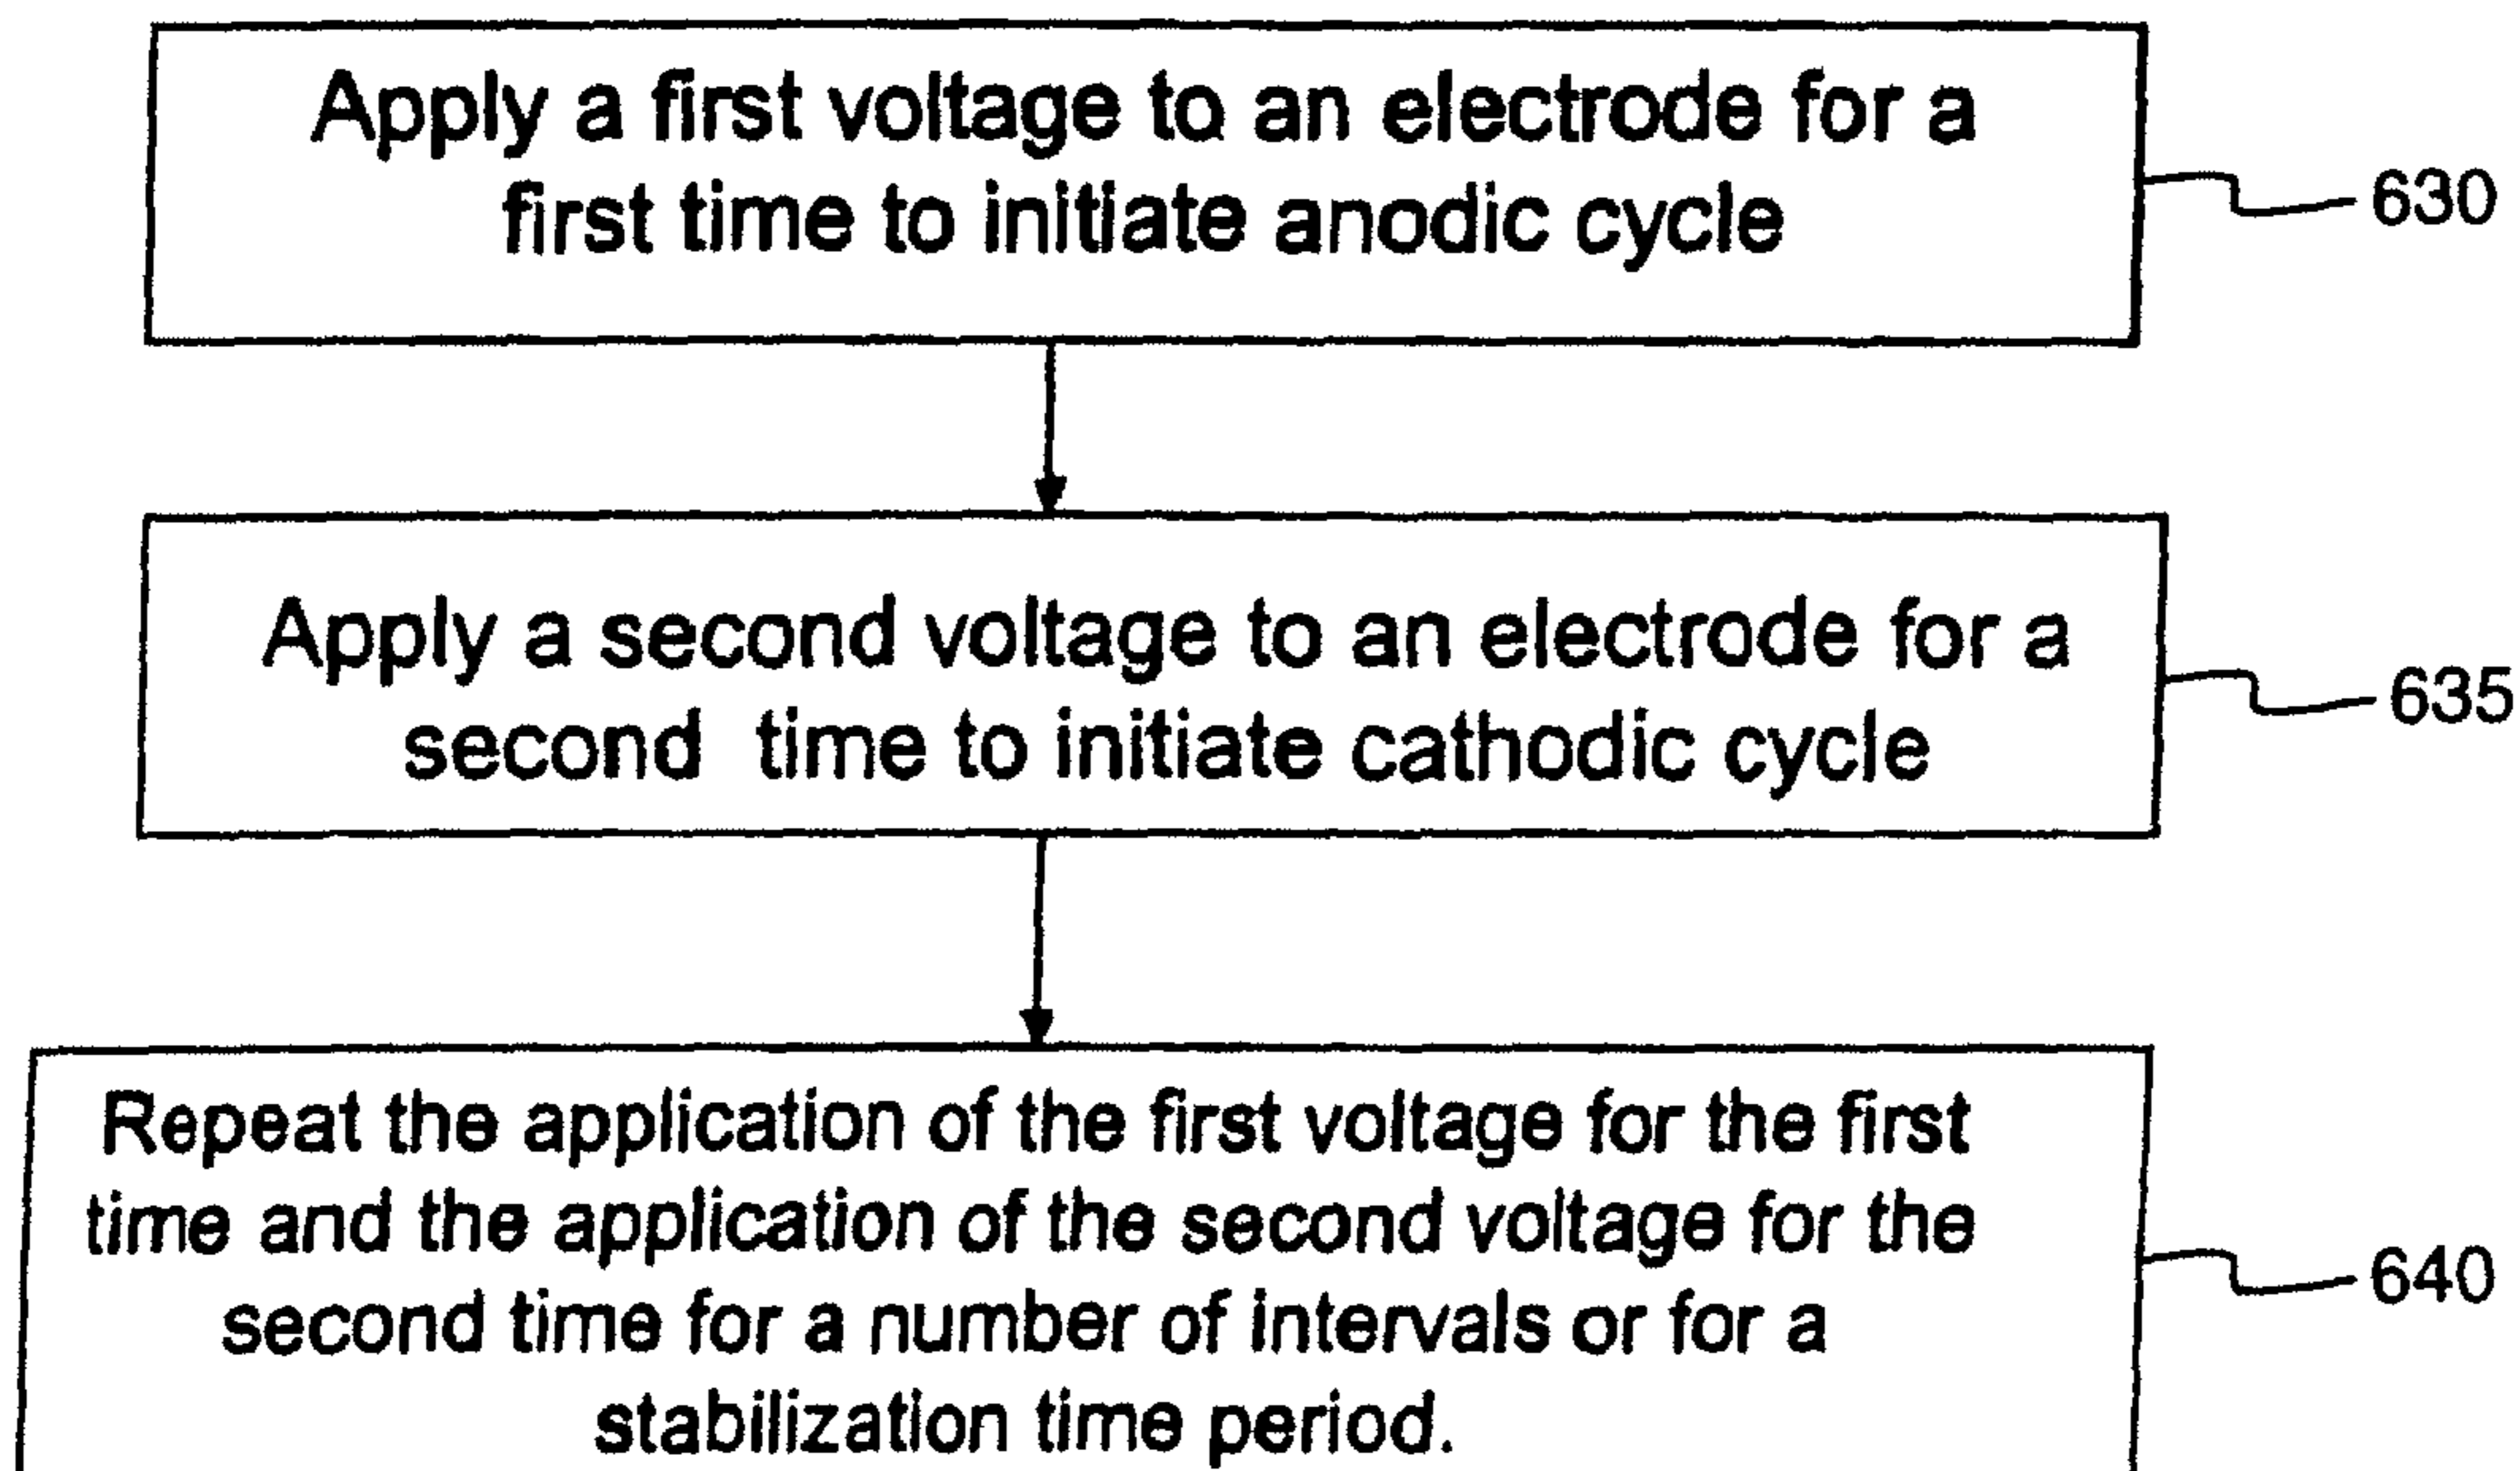 Apply a first voltage to an electrode for a
first time to initiate anodic cycle
630
Apply a second voltage to an electrode for a
second time to initiate cathodic cycle
635
Repeat the application of the first voltage for the first
time and the application of the second voltage for the
second time for a number of intervals or for a
stabilization time period.
640